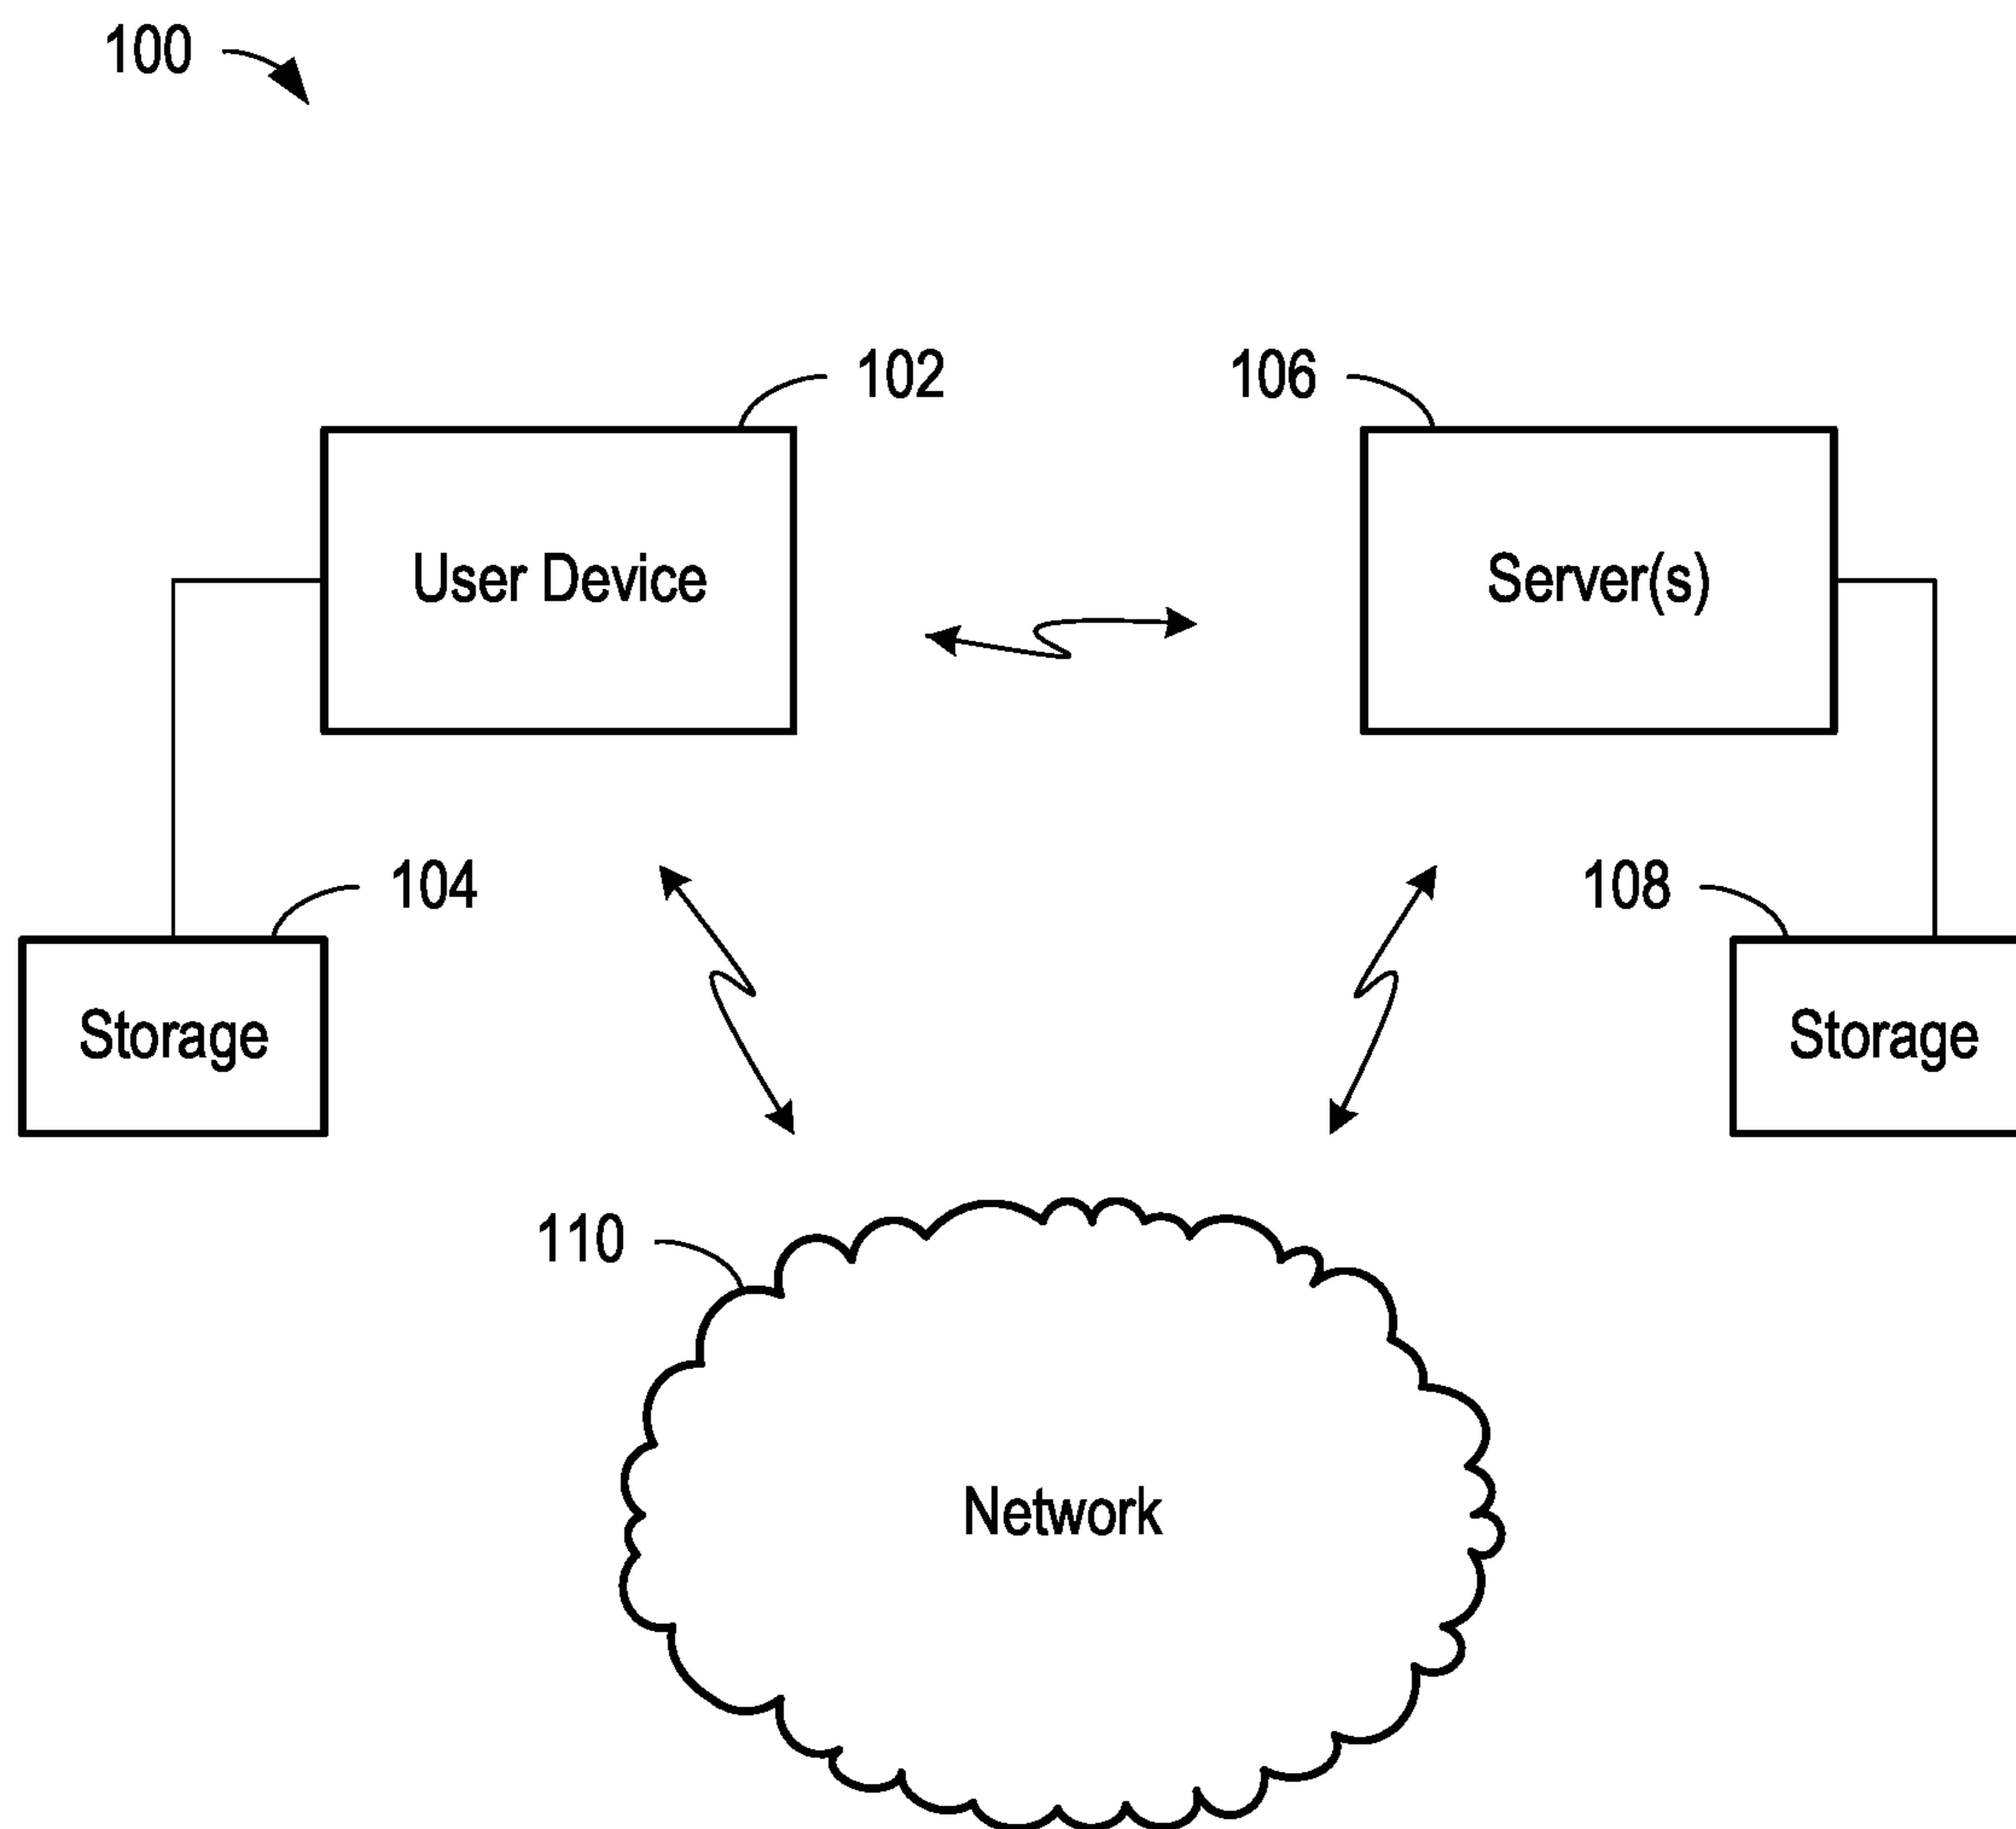 100
102
106
User Device
Server(s)
104
108
Storage
Storage
110
Network